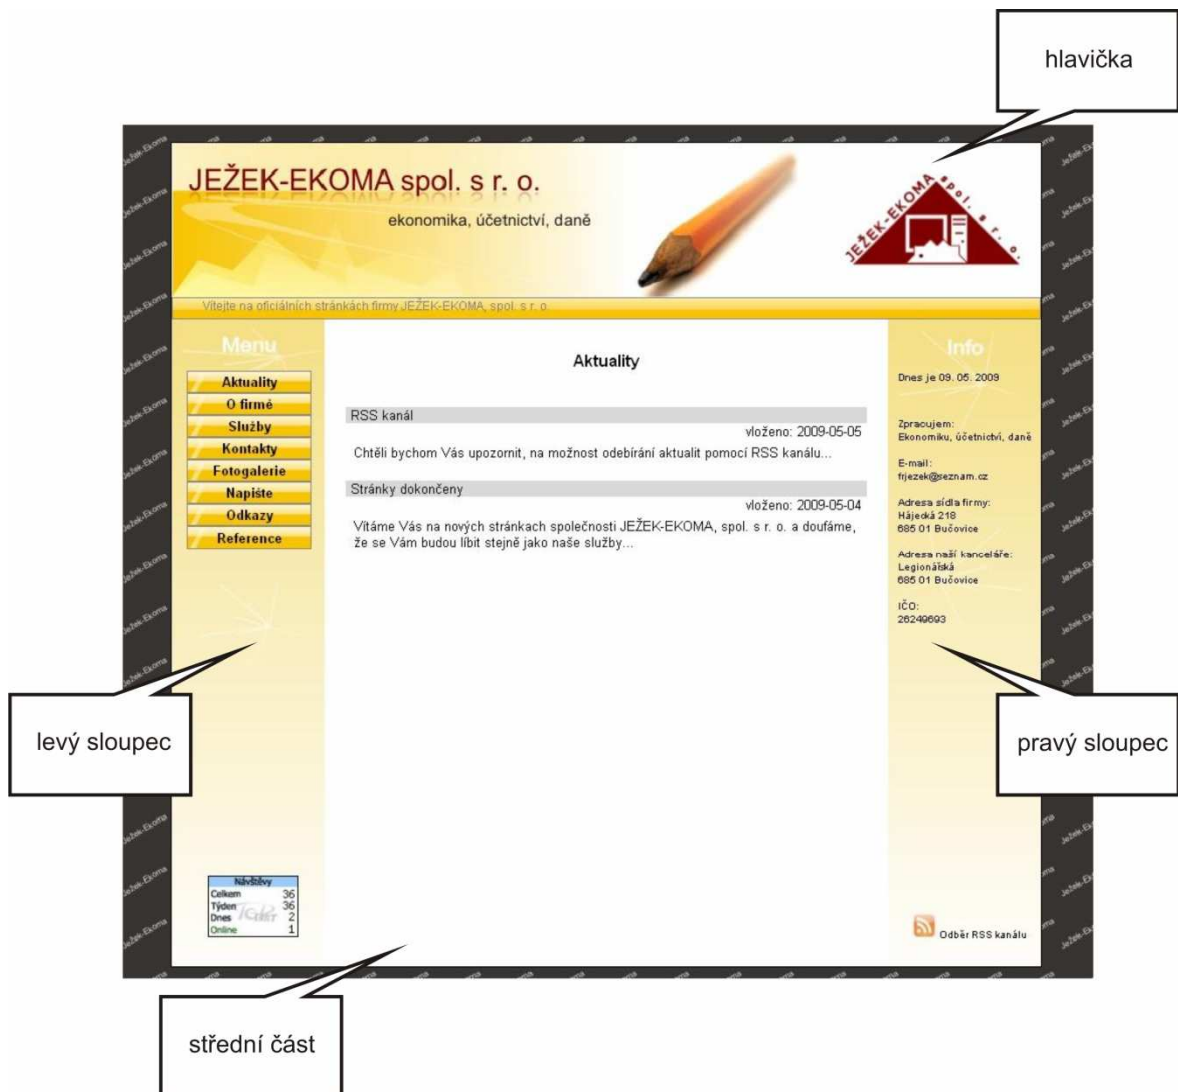 hlavička
JEŽEK-EKOMA spol. s r. o.
ekonomika, účetnictví, daně
JEŽEK-EKOMA spol. s r. o.
Vítejte na oficiálních stránkách firmy JEŽEK-EKOMA, spol. s r. o.
Menu
Aktuality
O firmě
Služby
Kontakty
Fotogalerie
Napište
Odkazy
Reference
Aktuality
RSS kanál
vloženo: 2009-05-05
Chtěli bychom Vás upozornit, na možnost odebírání aktualit pomocí RSS kanálu...
Stránky dokončeny
vloženo: 2009-05-04
Vítáme Vás na nových stránkach společnosti JEŽEK-EKOMA, spol. s r. o. a doufáme,
že se Vám budou líbit stejně jako naše služby...
Info
Dnes je 09. 05. 2009
Zpracujem:
Ekonomiku, účetnictví, daně
E-mail:
frjezek@seznam.cz
Adresa sídla firmy:
Hájecká 218
685 01 Bučovice
Adresa naší kanceláře:
Legionářská
685 01 Bučovice
IČO:
26249693
levý sloupec
pravý sloupec
Návštěvy
Celkem 36
Týden 36
Dnes 2
Online 1
Odběr RSS kanálu
střední část